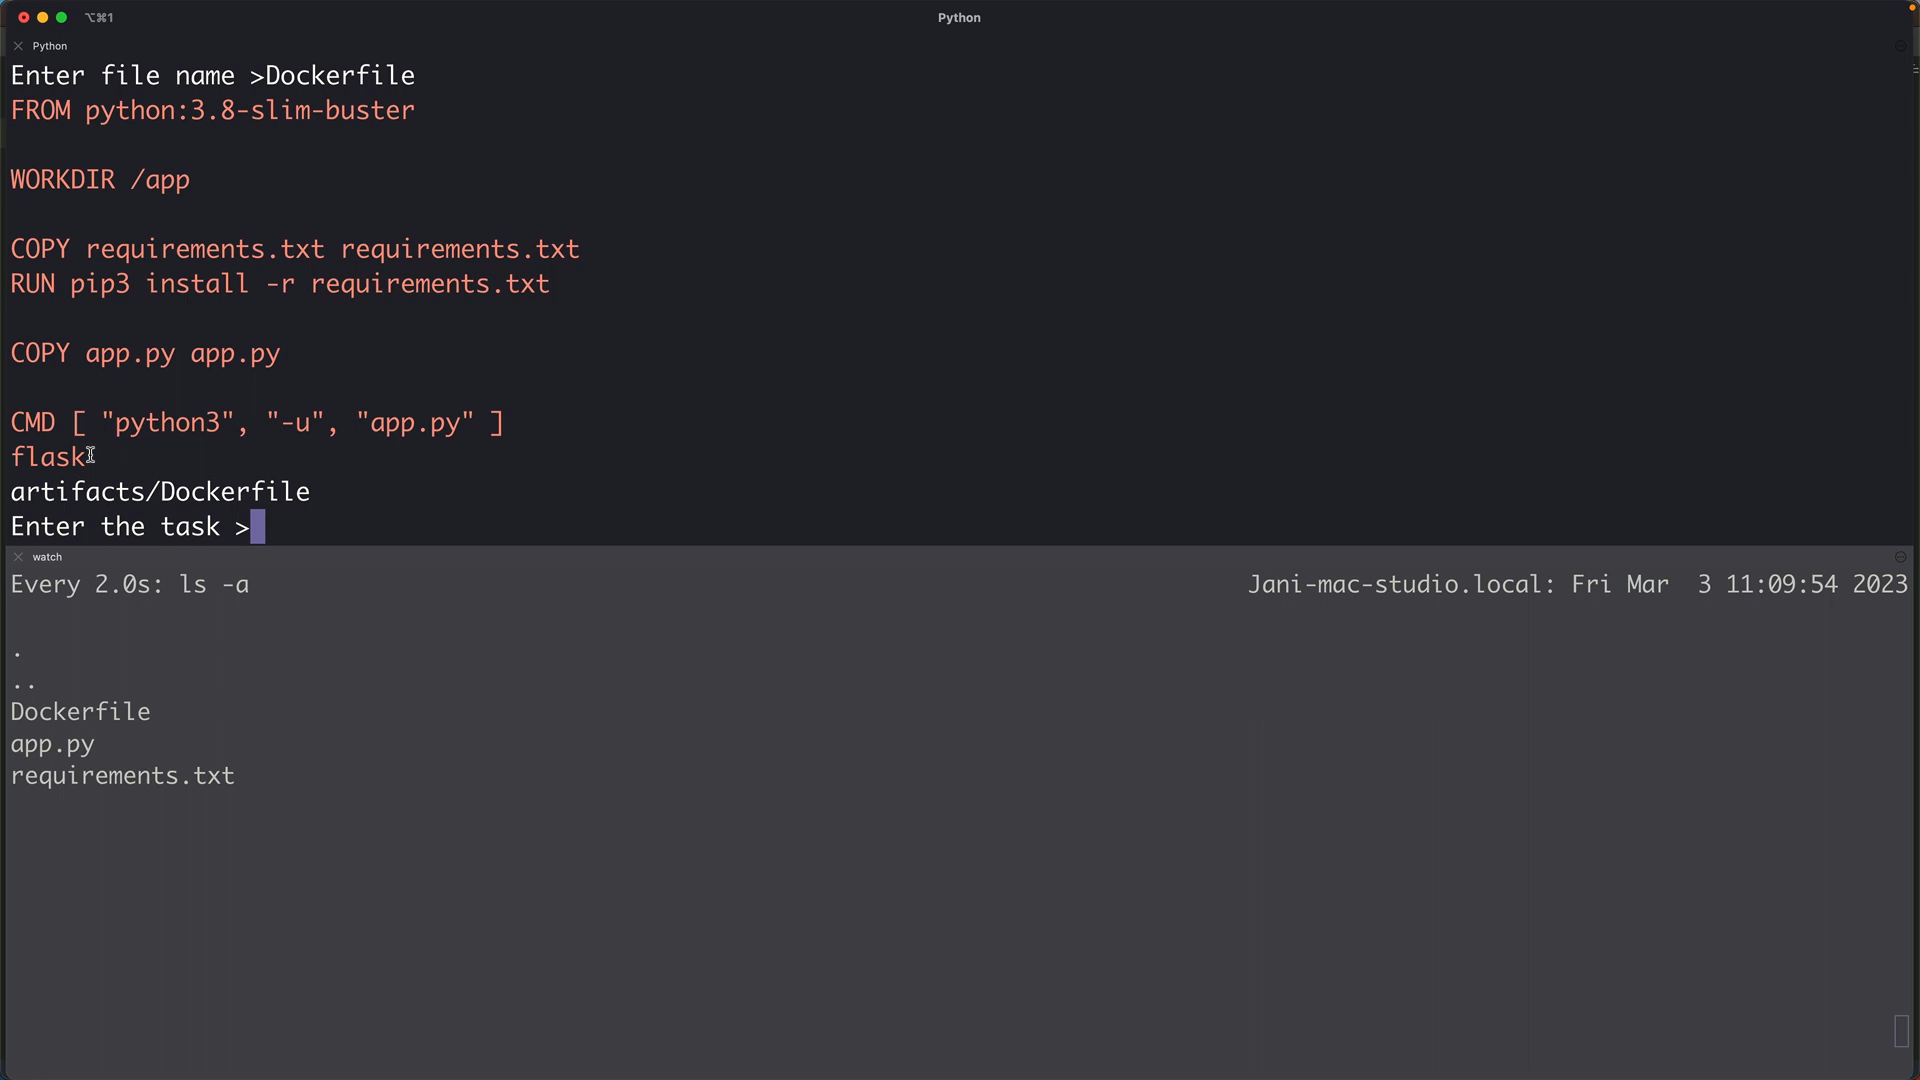 ⌥⌘1
Python
Python
Enter file name >Dockerfile
FROM python:3.8-slim-buster
WORKDIR /app
COPY requirements.txt requirements.txt
RUN pip3 install -r requirements.txt
COPY app.py app.py
CMD [ "python3", "-u", "app.py" ]
flask
artifacts/Dockerfile
Enter the task >
watch
Every 2.0s: ls -a
Jani-mac-studio.local: Fri Mar  3 11:09:54 2023
.
..
Dockerfile
app.py
requirements.txt